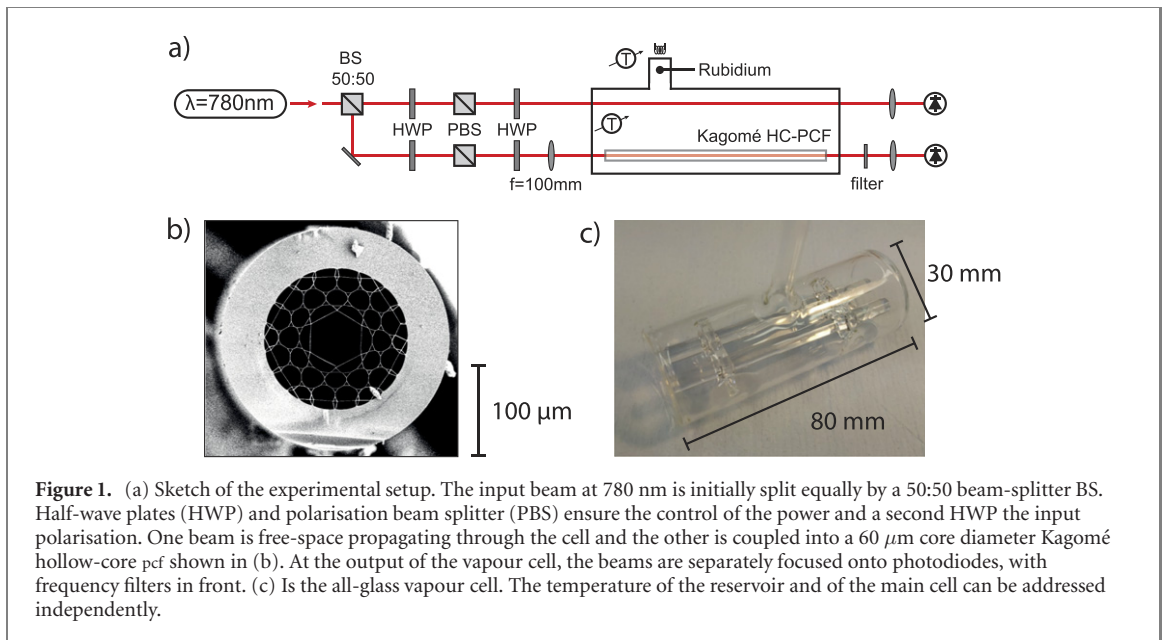 a)
BS
50:50
λ=780nm
T
Rubidium
T
HWP PBS HWP
Kagomé HC-PCF
f=100mm
filter
b)
100 μm
c)
30 mm
80 mm
Figure 1. (a) Sketch of the experimental setup. The input beam at 780 nm is initially split equally by a 50:50 beam-splitter BS.
Half-wave plates (HWP) and polarisation beam splitter (PBS) ensure the control of the power and a second HWP the input
polarisation. One beam is free-space propagating through the cell and the other is coupled into a 60 μm core diameter Kagomé
hollow-core pcf shown in (b). At the output of the vapour cell, the beams are separately focused onto photodiodes, with
frequency filters in front. (c) Is the all-glass vapour cell. The temperature of the reservoir and of the main cell can be addressed
independently.